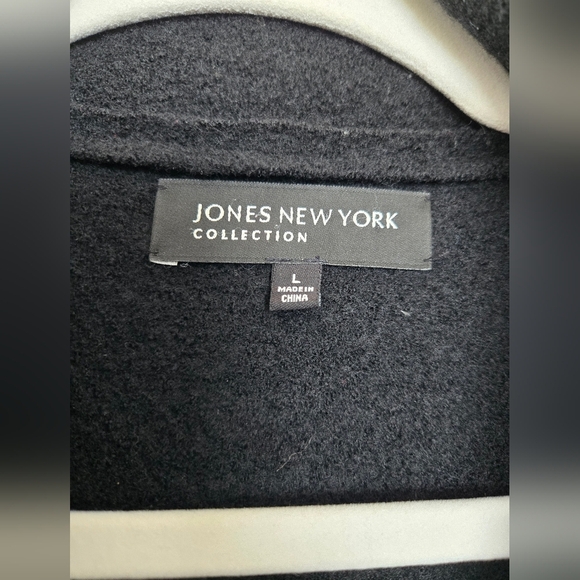 JONES NEW YORK
COLLECTION
L
MADE IN
CHINA